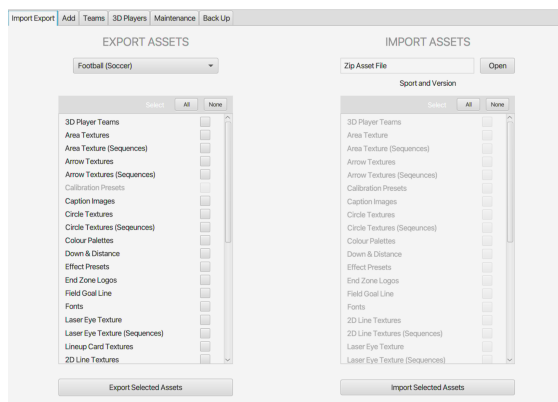 Import Export Add Teams 3D Players Maintenance Back Up
EXPORT ASSETS
Football (Soccer)
Select All None
3D Player Teams
Area Textures
Area Texture (Sequences)
Arrow Textures
Arrow Textures (Seqeunces)
Calibration Presets
Caption Images
Circle Textures
Circle Textures (Seqeunces)
Colour Palettes
Down & Distance
Effect Presets
End Zone Logos
Field Goal Line
Fonts
Laser Eye Texture
Laser Eye Texture (Sequences)
Lineup Card Textures
2D Line Textures
Export Selected Assets
IMPORT ASSETS
Zip Asset File Open
Sport and Version
Select All None
3D Player Teams
Area Texture
Area Texture (Sequences)
Arrow Textures
Arrow Textures (Seqeunces)
Calibration Presets
Caption Images
Circle Textures
Circle Textures (Seqeunces)
Colour Palettes
Down & Distance
Effect Presets
End Zone Logos
Field Goal Line
Fonts
2D Line Textures
2D Line Textures (Sequences)
Laser Eye Texture
Laser Eye Texture (Sequences)
Import Selected Assets